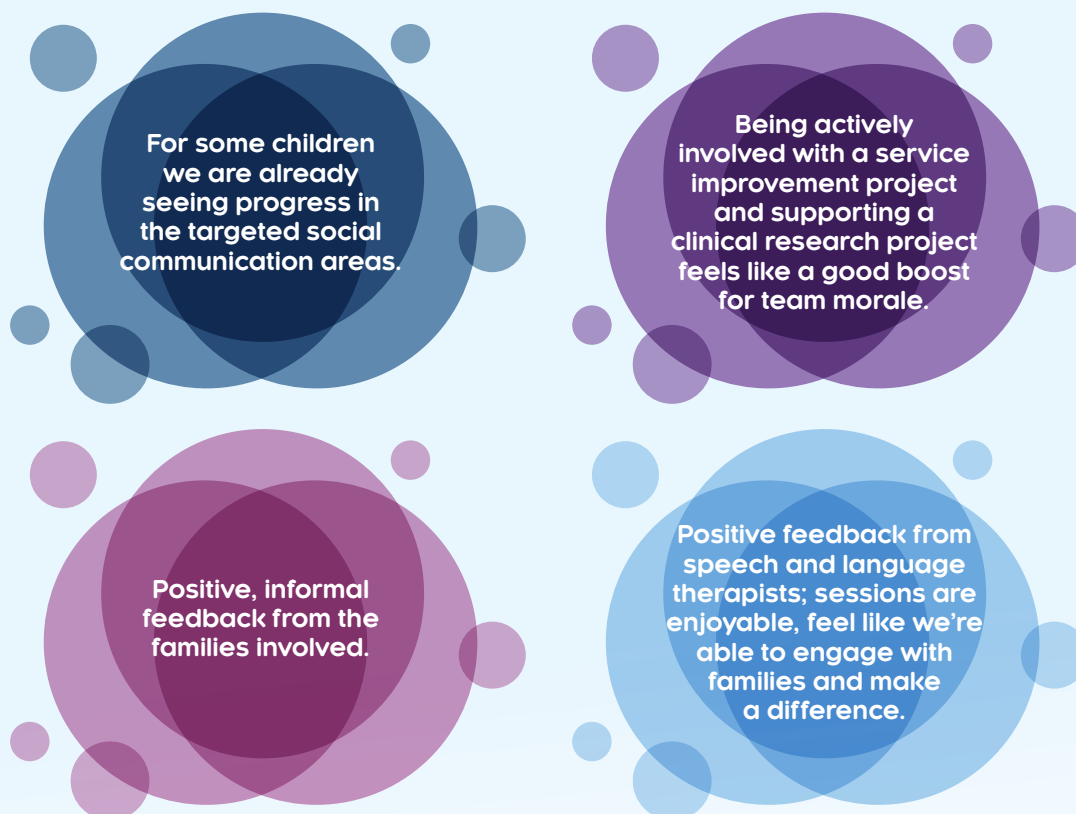 For some children
we are already
seeing progress in
the targeted social
communication areas.
Being actively
involved with a service
improvement project
and supporting a
clinical research project
feels like a good boost
for team morale.
Positive, informal
feedback from the
families involved.
Positive feedback from
speech and language
therapists; sessions are
enjoyable, feel like we’re
able to engage with
families and make
a difference.